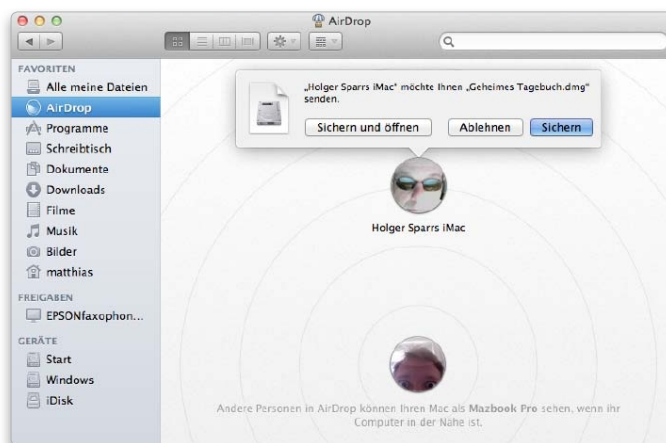 AirDrop
FAVORITEN
Alle meine Dateien
AirDrop
Programme
Schreibtisch
Dokumente
Downloads
Filme
Musik
Bilder
matthias
FREIGABEN
EPSONfaxophon...
GERÄTE
Start
Windows
iDisk
„Holger Sparrs iMac“ möchte Ihnen „Geheimes Tagebuch.dmg“
senden.
Sichern und öffnen Ablehnen Sichern
Holger Sparrs iMac
Andere Personen in AirDrop können Ihren Mac als Mazbook Pro sehen, wenn ihr
Computer in der Nähe ist.